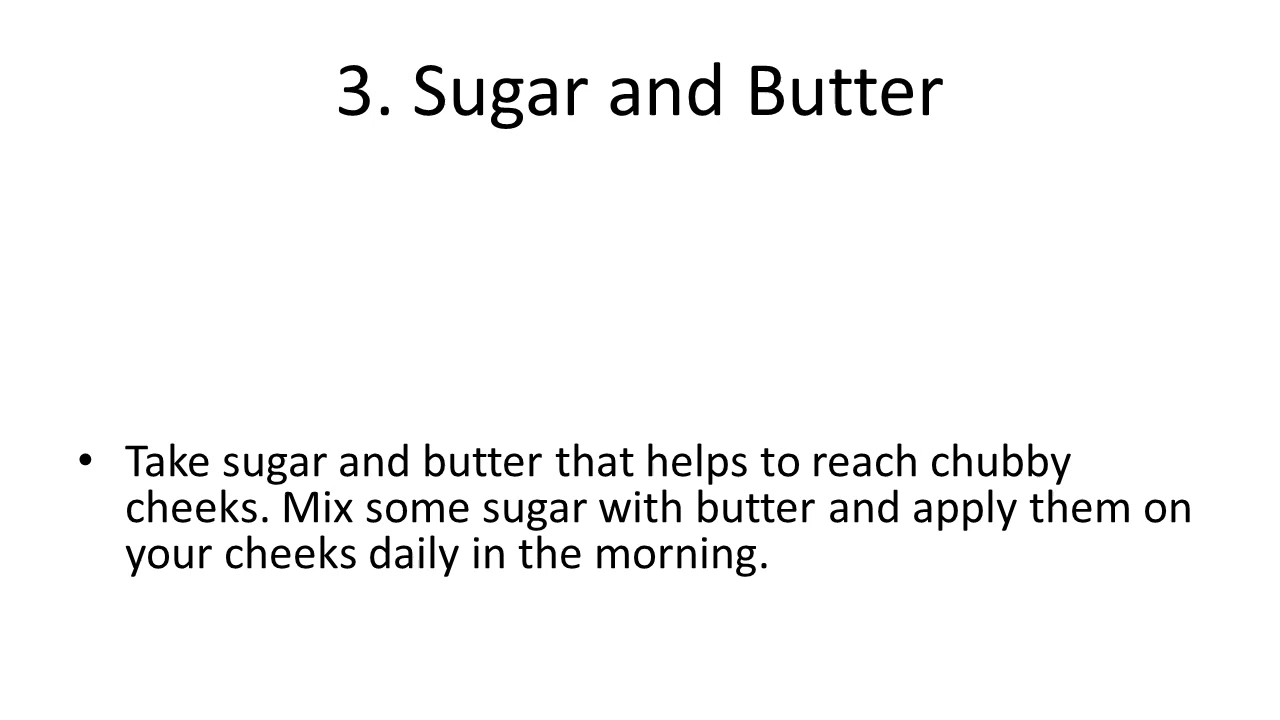 3. Sugar and Butter
• Take sugar and butter that helps to reach chubby
cheeks. Mix some sugar with butter and apply them on
your cheeks daily in the morning.